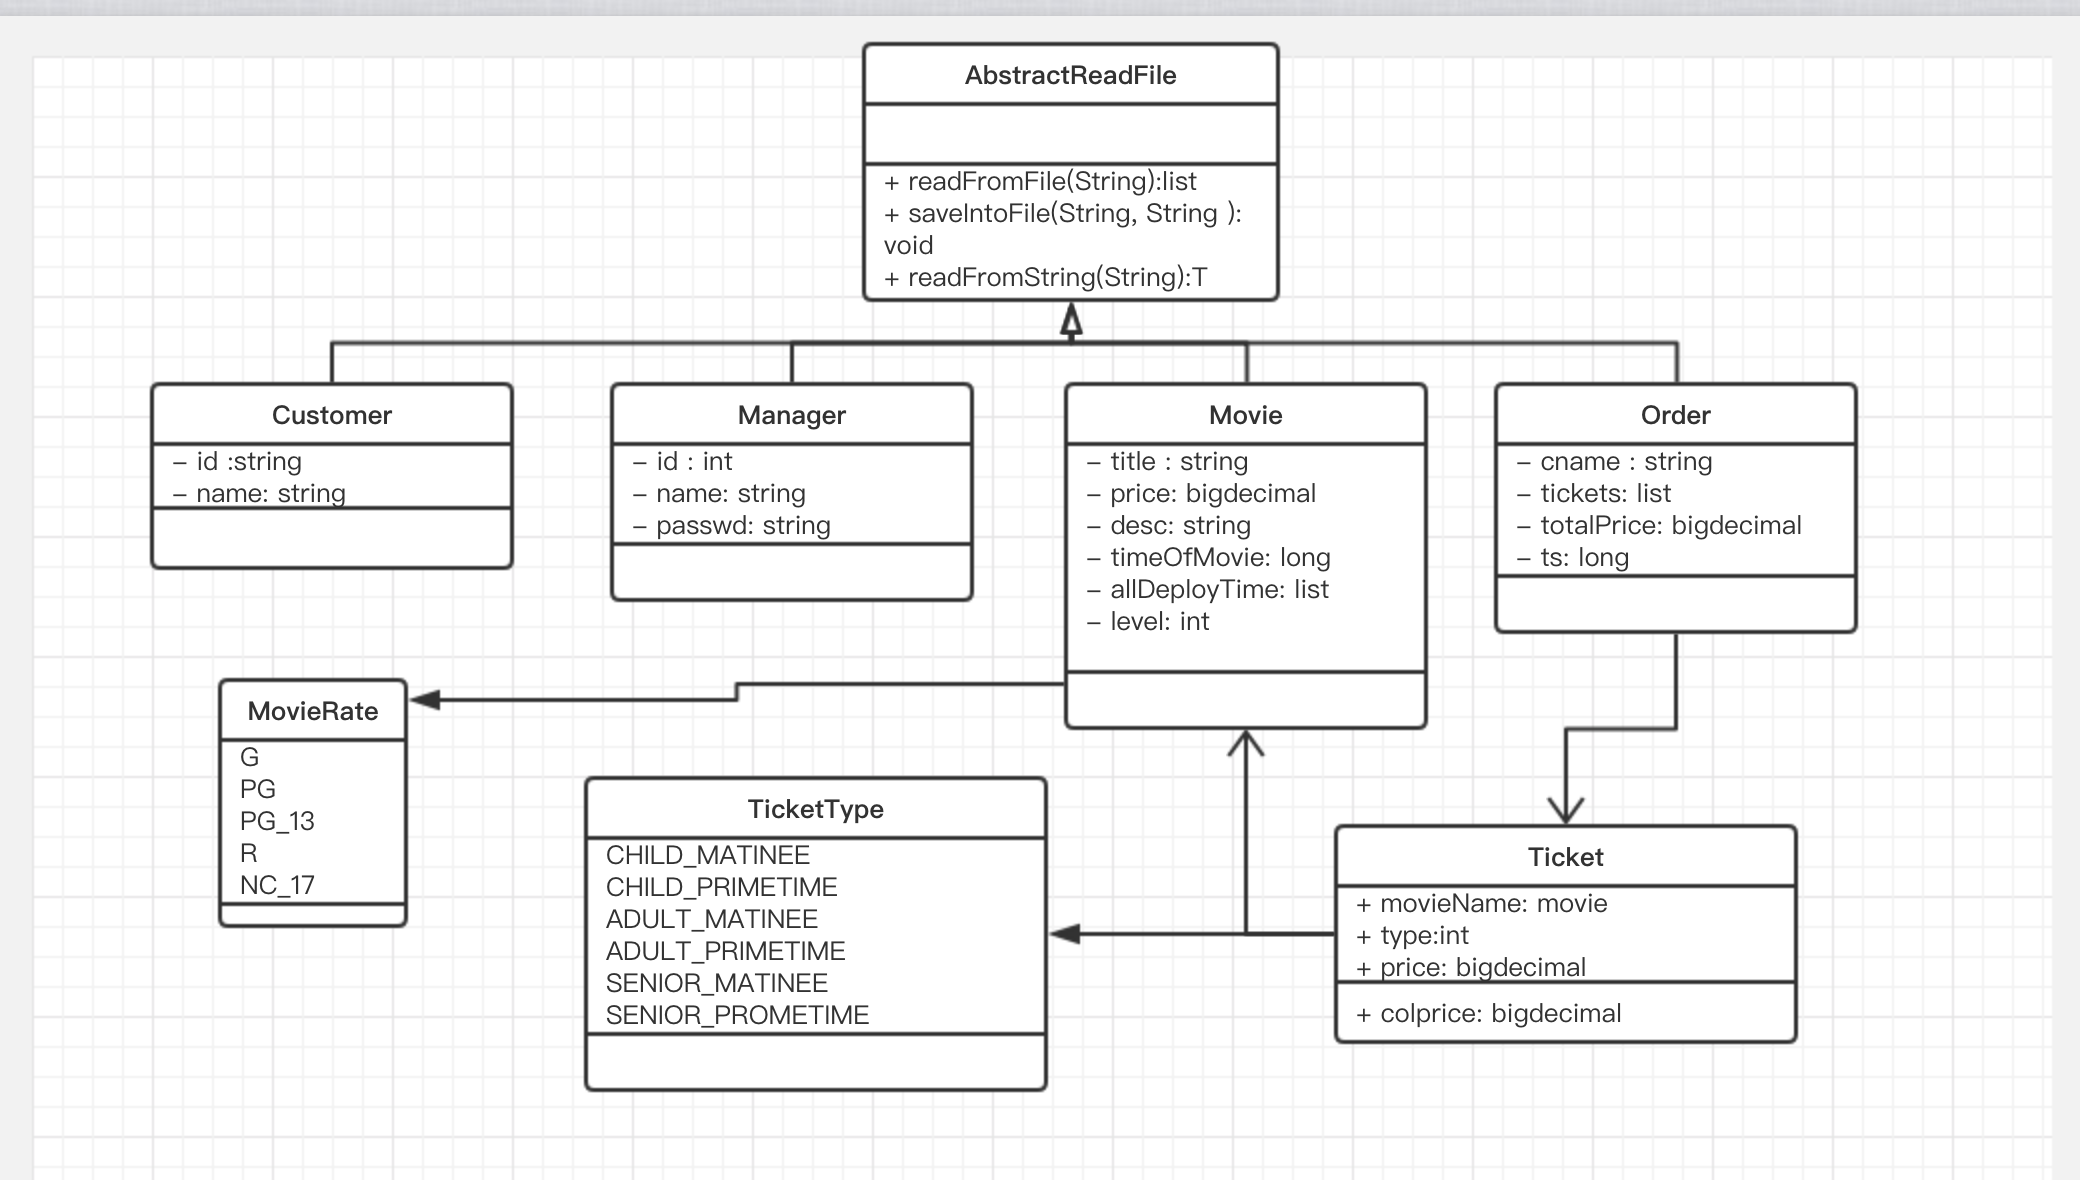 AbstractReadFile
+ readFromFile(String):list
+ saveIntoFile(String, String ):
void
+ readFromString(String):T
Customer
– id :string
– name: string
Manager
– id : int
– name: string
– passwd: string
Movie
– title : string
– price: bigdecimal
– desc: string
– timeOfMovie: long
– allDeployTime: list
– level: int
Order
– cname : string
– tickets: list
– totalPrice: bigdecimal
– ts: long
MovieRate
G
PG
PG_13
R
NC_17
TicketType
CHILD_MATINEE
CHILD_PRIMETIME
ADULT_MATINEE
ADULT_PRIMETIME
SENIOR_MATINEE
SENIOR_PROMETIME
Ticket
+ movieName: movie
+ type:int
+ price: bigdecimal
+ colprice: bigdecimal